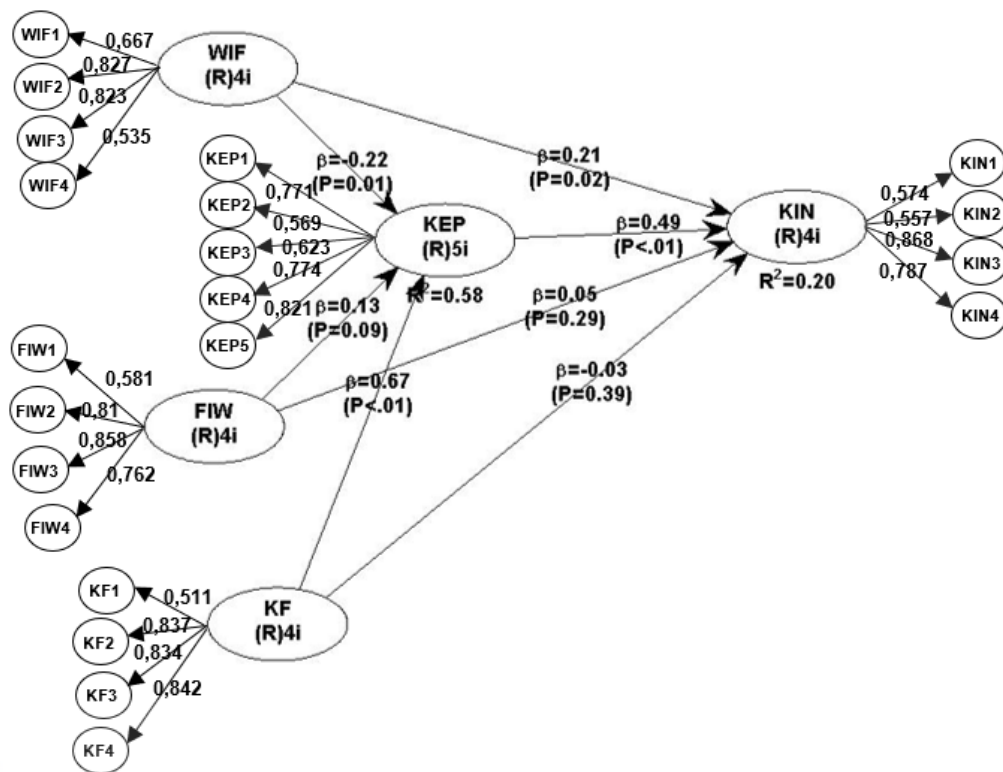 WIF1
WIF2
WIF3
WIF4
0,667
0,827
0,823
0,535
WIF
(R)4i
β=-0.22
(P=0.01)
β=0.21
(P=0.02)
KEP1
KEP2
KEP3
KEP4
KEP5
0,771
0,569
0,623
0,774
0,821
KEP
(R)5i
R²=0.58
β=0.49
(P<.01)
KIN
(R)4i
R²=0.20
0,574
0,557
0,868
0,787
KIN1
KIN2
KIN3
KIN4
β=0.13
(P=0.09)
β=0.05
(P=0.29)
FIW1
FIW2
FIW3
FIW4
0,581
0,81
0,858
0,762
FIW
(R)4i
β=0.67
(P<.01)
β=-0.03
(P=0.39)
KF1
KF2
KF3
KF4
0,511
0,837
0,834
0,842
KF
(R)4i